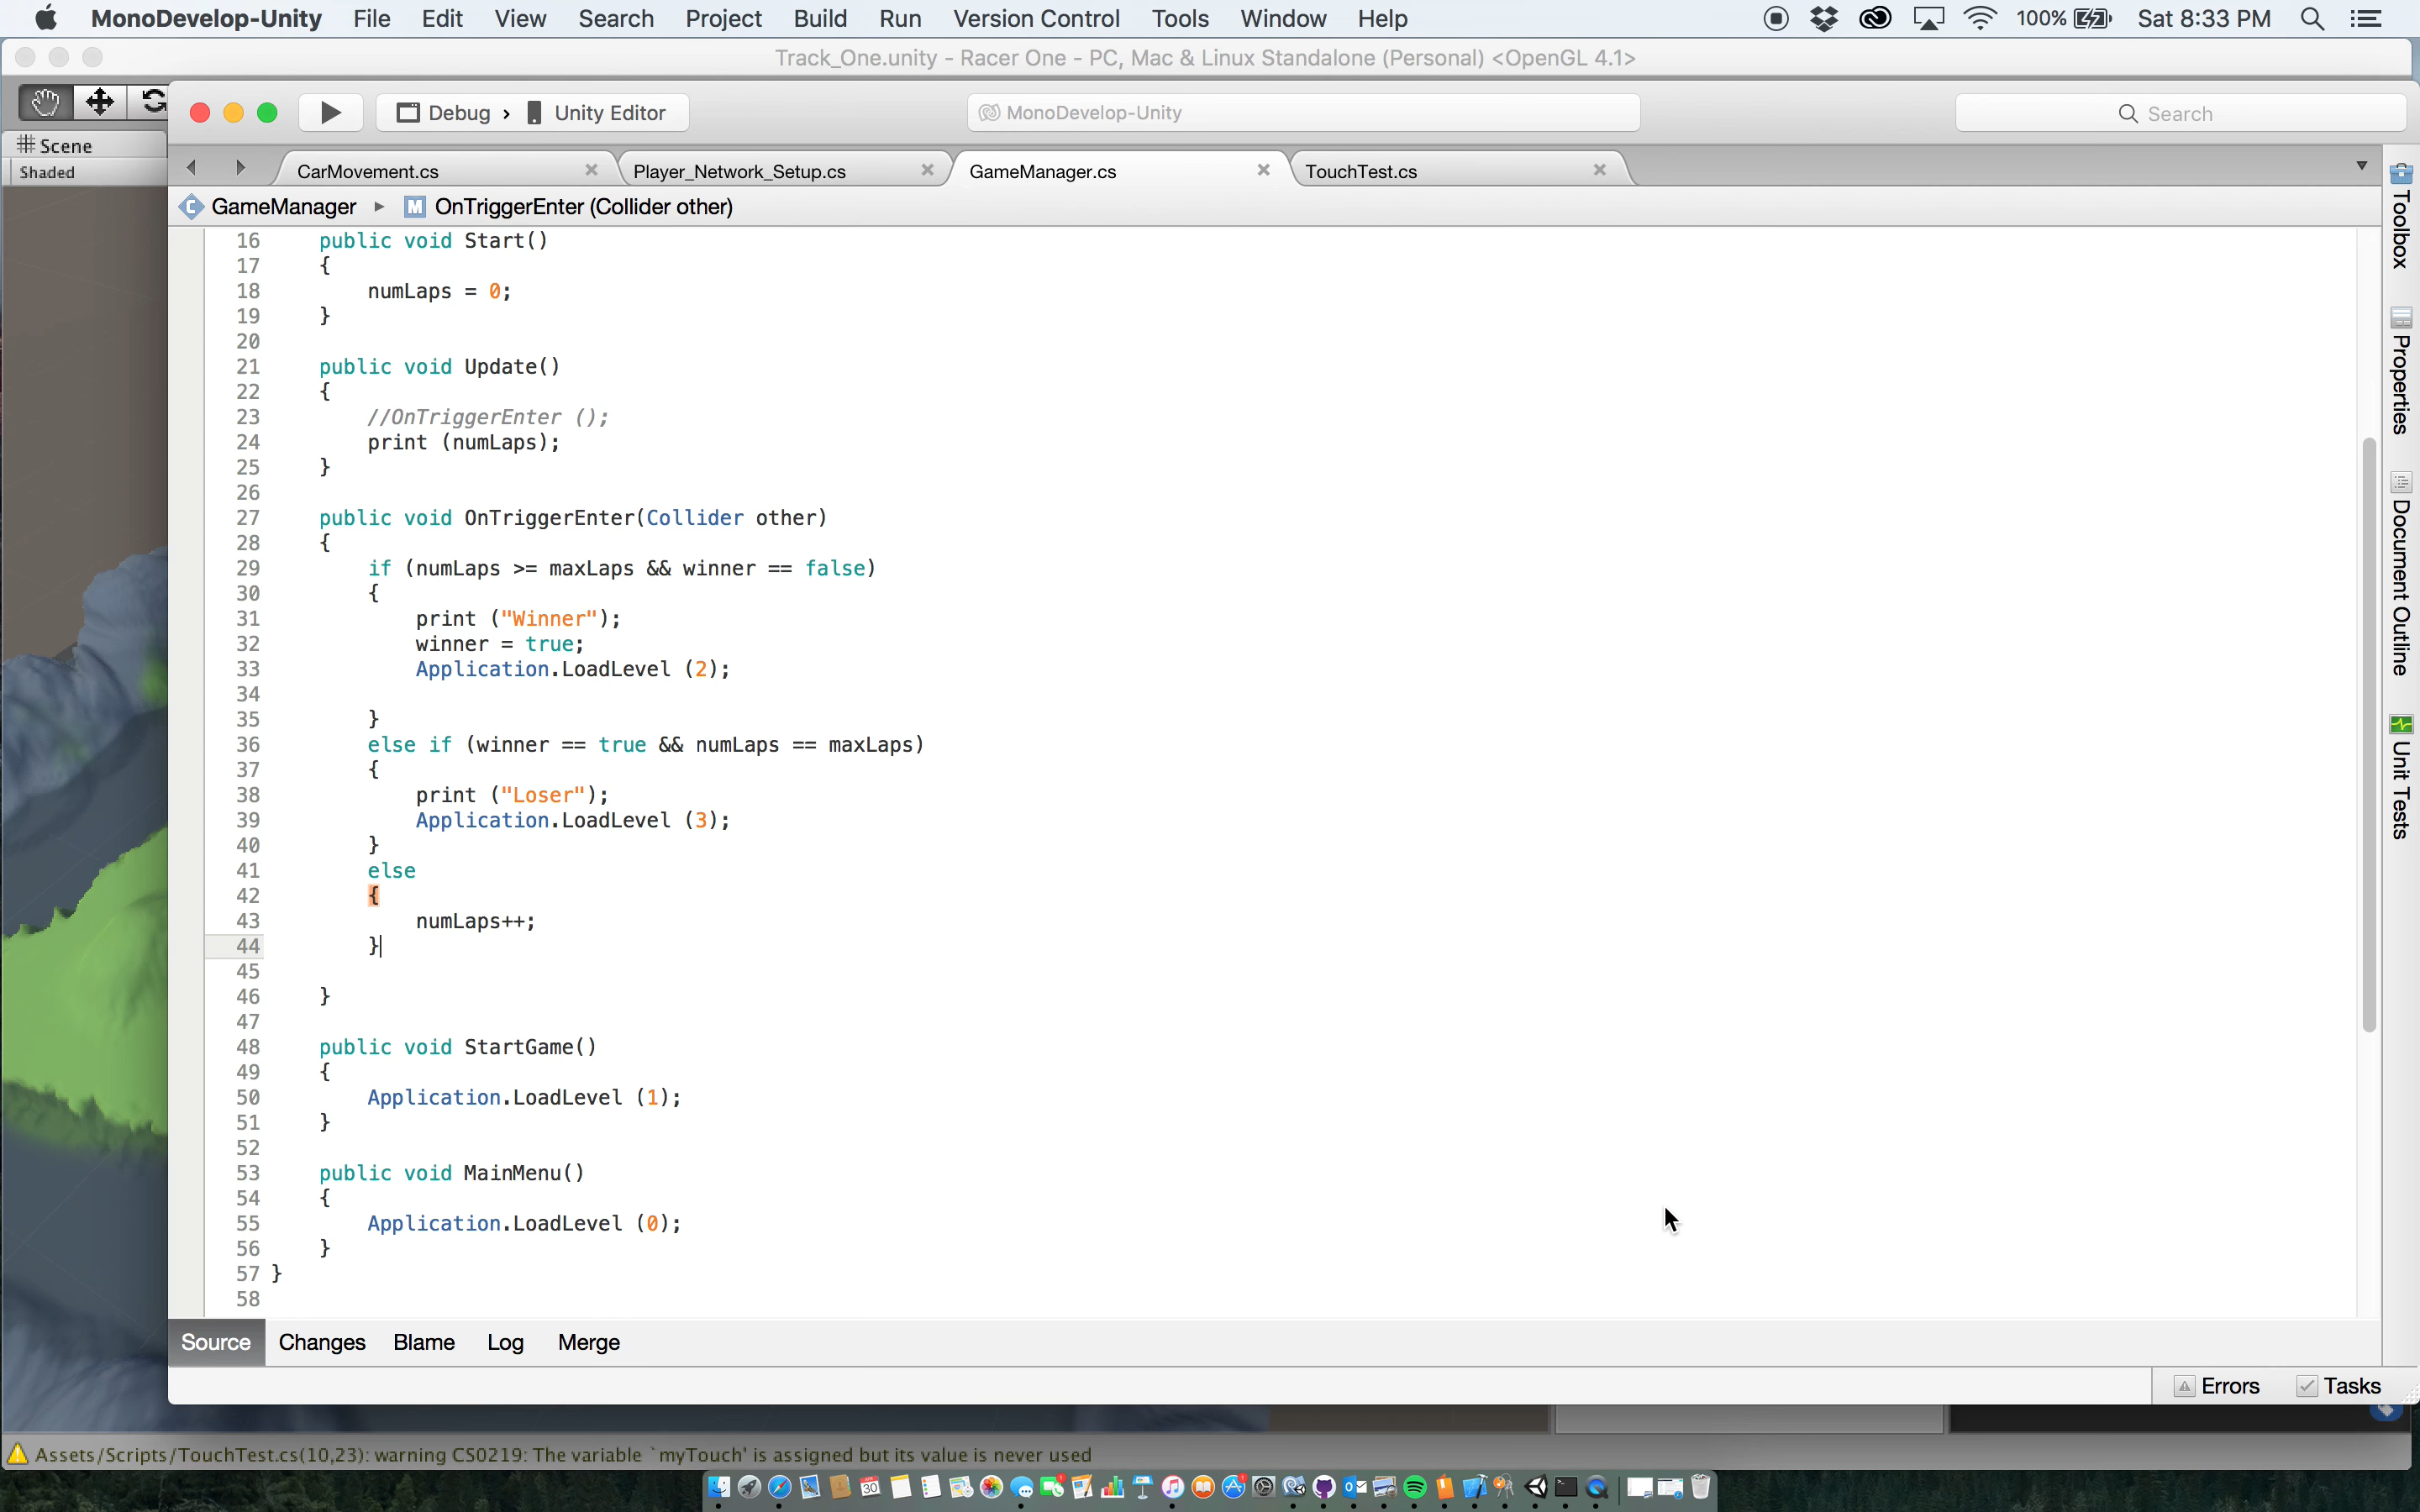 MonoDevelop-Unity File Edit View Search Project Build Run Version Control Tools Window Help 100% Sat 8:33 PM
Track_One.unity - Racer One - PC, Mac & Linux Standalone (Personal) <OpenGL 4.1>
Debug › Unity Editor MonoDevelop-Unity Search
Scene
Shaded
CarMovement.cs Player_Network_Setup.cs GameManager.cs TouchTest.cs
C GameManager M OnTriggerEnter (Collider other)
16 public void Start()
17 {
18 numLaps = 0;
19 }
20
21 public void Update()
22 {
23 //OnTriggerEnter ();
24 print (numLaps);
25 }
26
27 public void OnTriggerEnter(Collider other)
28 {
29 if (numLaps >= maxLaps && winner == false)
30 {
31 print ("Winner");
32 winner = true;
33 Application.LoadLevel (2);
34
35 }
36 else if (winner == true && numLaps == maxLaps)
37 {
38 print ("Loser");
39 Application.LoadLevel (3);
40 }
41 else
42 {
43 numLaps++;
44 }
45
46 }
47
48 public void StartGame()
49 {
50 Application.LoadLevel (1);
51 }
52
53 public void MainMenu()
54 {
55 Application.LoadLevel (0);
56 }
57 }
58
Toolbox
Properties
Document Outline
Unit Tests
Source Changes Blame Log Merge
Errors Tasks
Assets/Scripts/TouchTest.cs(10,23): warning CS0219: The variable `myTouch' is assigned but its value is never used
30